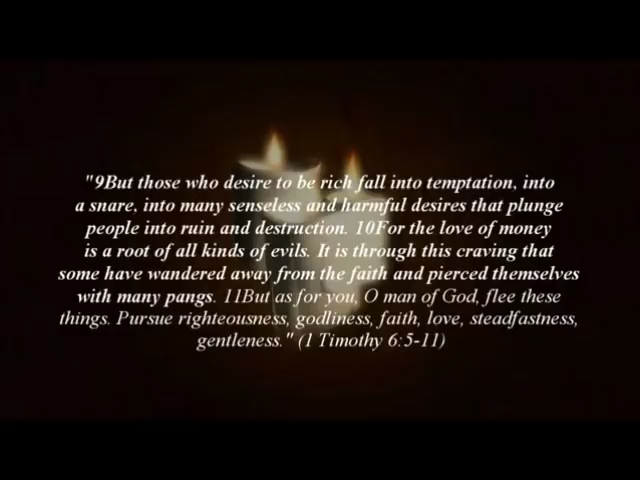 "9But those who desire to be rich fall into temptation, into
a snare, into many senseless and harmful desires that plunge
people into ruin and destruction. 10For the love of money
is a root of all kinds of evils. It is through this craving that
some have wandered away from the faith and pierced themselves
with many pangs. 11But as for you, O man of God, flee these
things. Pursue righteousness, godliness, faith, love, steadfastness,
gentleness." (1 Timothy 6:5-11)